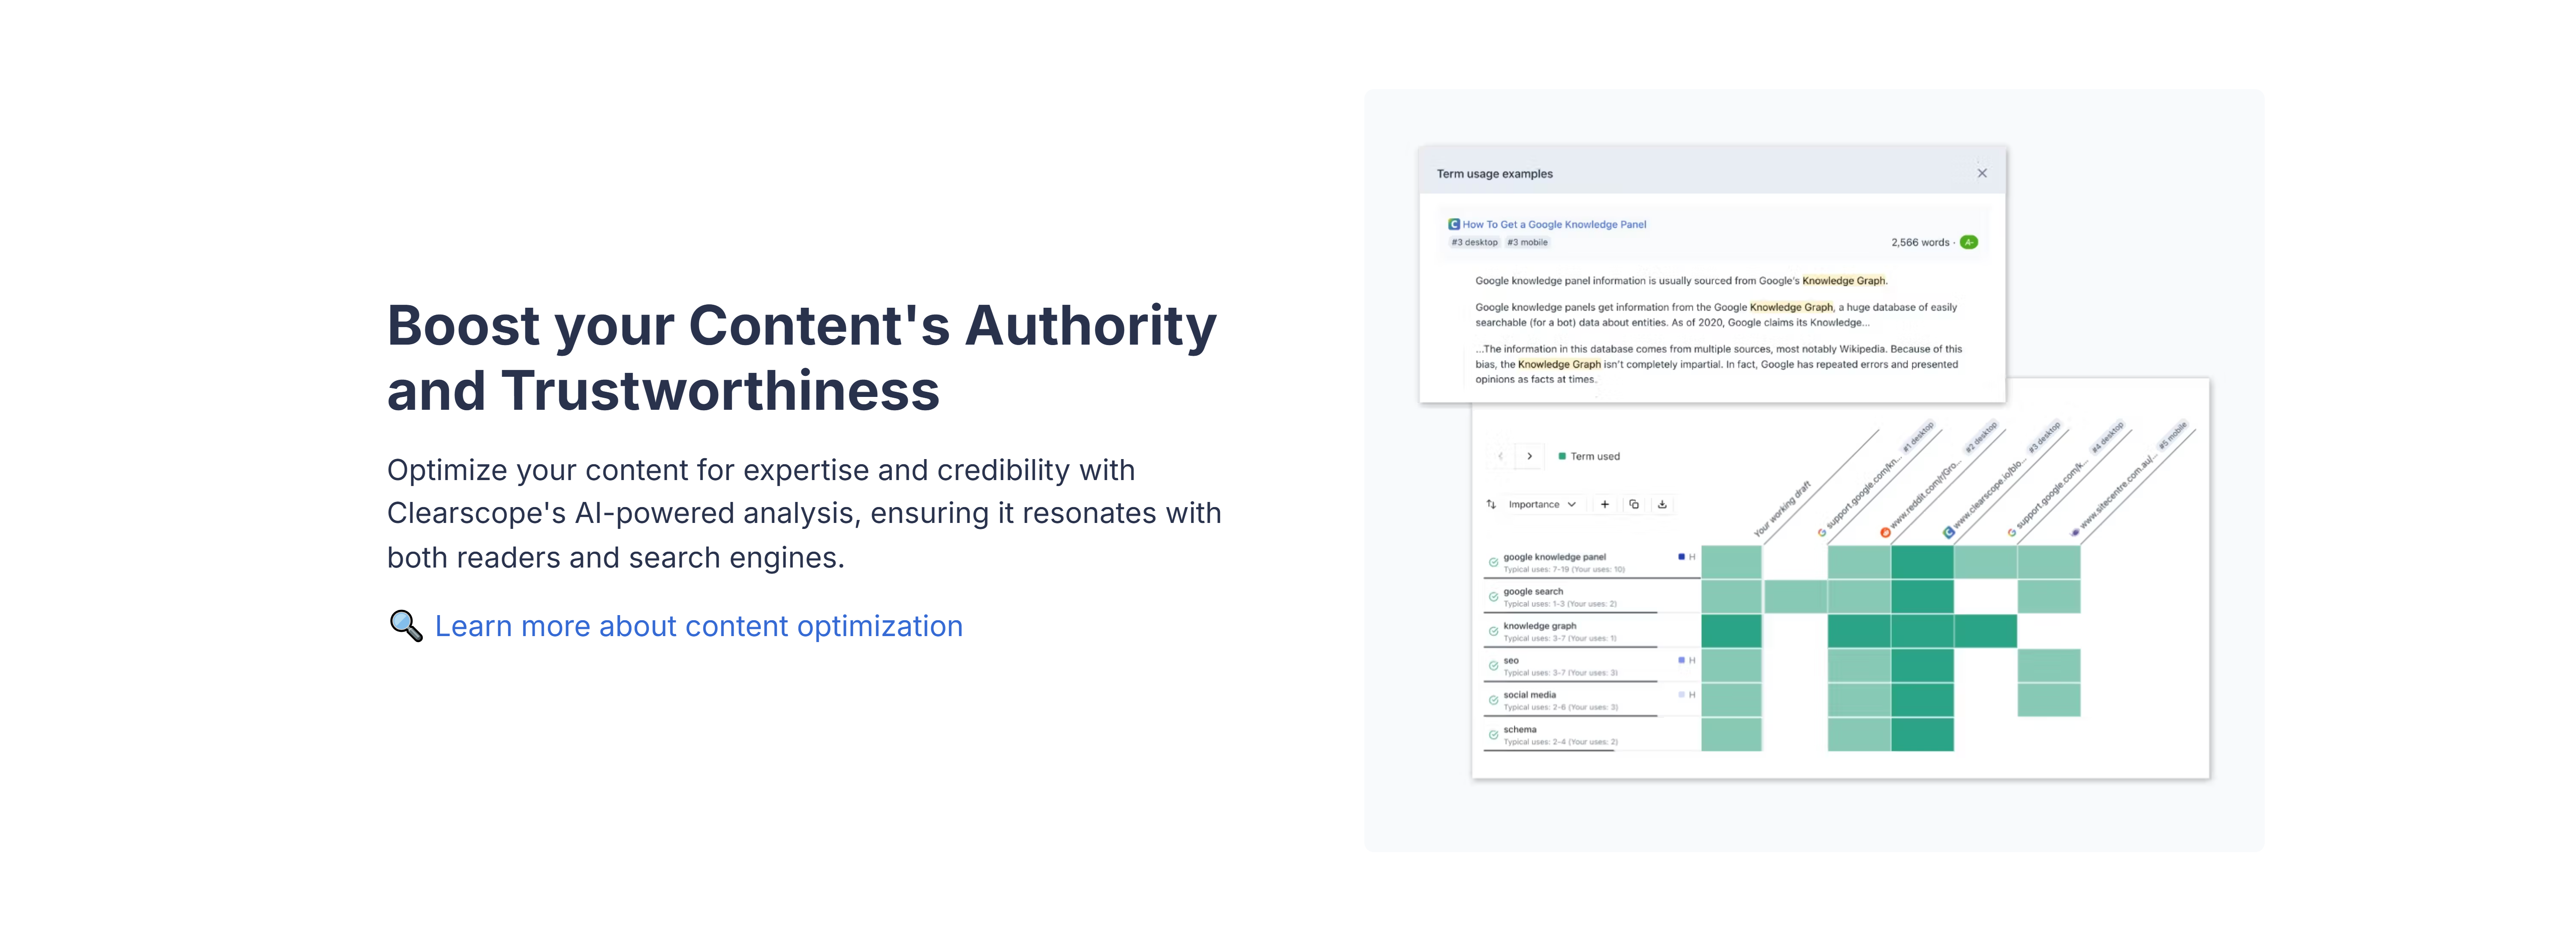 Boost your Content's Authority
and Trustworthiness
Optimize your content for expertise and credibility with
Clearscope's AI-powered analysis, ensuring it resonates with
both readers and search engines.
Learn more about content optimization
Term usage examples
How To Get a Google Knowledge Panel
#3 desktop #3 mobile
2,566 words · A-
Google knowledge panel information is usually sourced from Google's Knowledge Graph.
Google knowledge panels get information from the Google Knowledge Graph, a huge database of easily
searchable (for a bot) data about entities. As of 2020, Google claims its Knowledge...
...The information in this database comes from multiple sources, most notably Wikipedia. Because of this
bias, the Knowledge Graph isn't completely impartial. In fact, Google has repeated errors and presented
opinions as facts at times.
Term used
Importance
Your working draft
support.google.com/kn... #1 desktop
www.reddit.com/r/Gro... #2 desktop
www.clearscope.io/blo... #3 desktop
support.google.com/k... #4 desktop
www.sitecentre.com.au/... #5 mobile
google knowledge panel H
Typical uses: 7-19 (Your uses: 10)
google search
Typical uses: 1-3 (Your uses: 2)
knowledge graph
Typical uses: 3-7 (Your uses: 1)
seo H
Typical uses: 3-7 (Your uses: 3)
social media H
Typical uses: 2-6 (Your uses: 3)
schema
Typical uses: 2-4 (Your uses: 2)